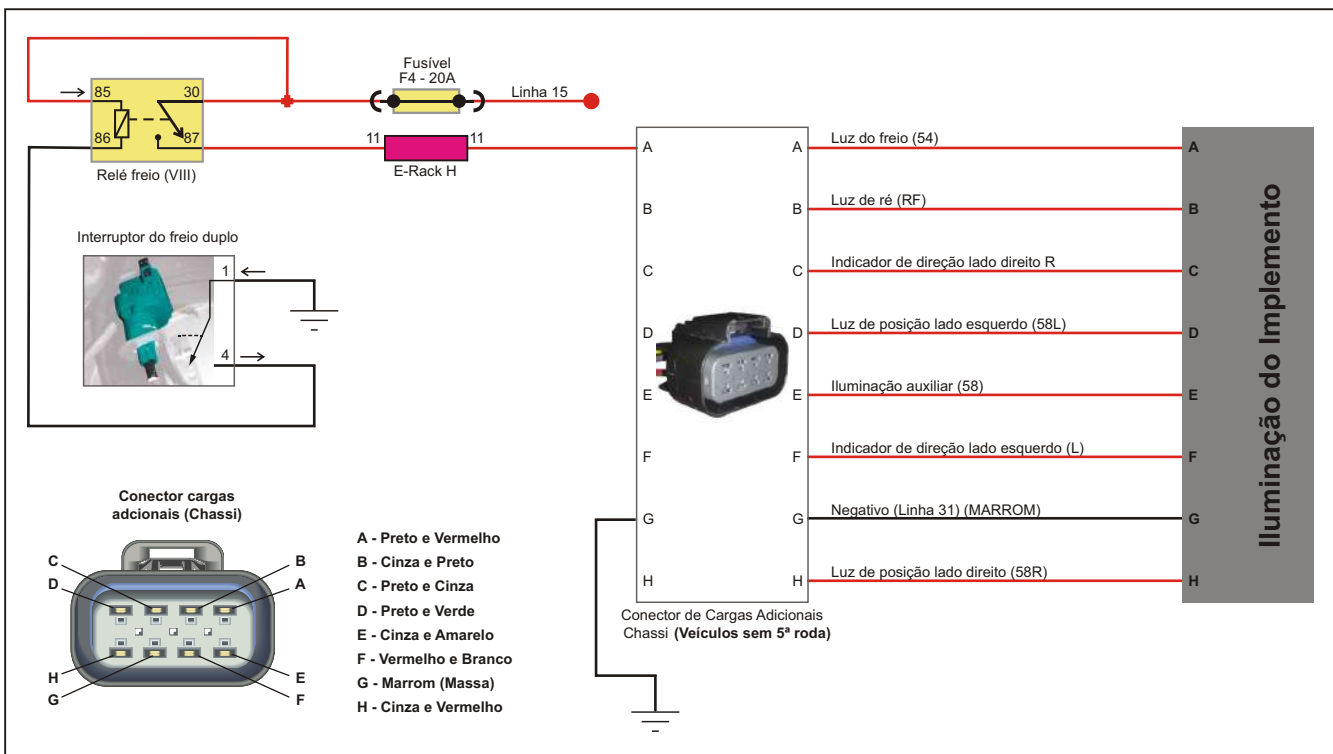 Fusível
F4 - 20A
Linha 15
85
30
86
87
Relé freio (VIII)
11
11
E-Rack H
Interruptor do freio duplo
1
4
A
B
C
D
E
F
G
H
A
B
C
D
E
F
G
H
Conector de Cargas Adicionais
Chassi (Veículos sem 5ª roda)
Luz do freio (54)
Luz de ré (RF)
Indicador de direção lado direito R
Luz de posição lado esquerdo (58L)
Iluminação auxiliar (58)
Indicador de direção lado esquerdo (L)
Negativo (Linha 31) (MARROM)
Luz de posição lado direito (58R)
A
B
C
D
E
F
G
H
Iluminação do Implemento
Conector cargas
adcionais (Chassi)
C
B
D
A
H
E
G
F
A - Preto e Vermelho
B - Cinza e Preto
C - Preto e Cinza
D - Preto e Verde
E - Cinza e Amarelo
F - Vermelho e Branco
G - Marrom (Massa)
H - Cinza e Vermelho